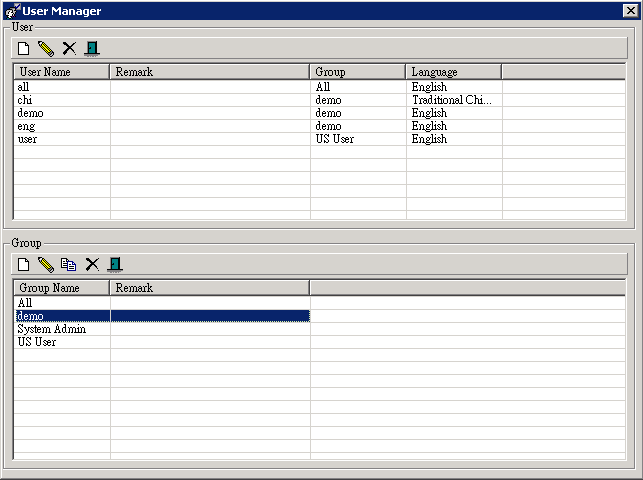 User Manager
User
User Name Remark Group Language
all All English
chi demo Traditional Chi...
demo demo English
eng demo English
user US User English
Group
Group Name Remark
All
demo
System Admin
US User